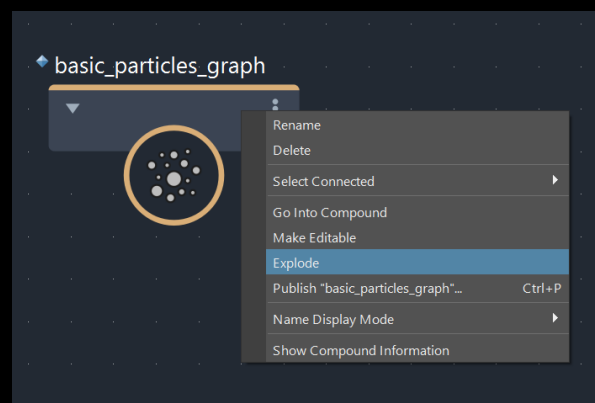 basic_particles_graph
Rename
Delete
Select Connected
Go Into Compound
Make Editable
Explode
Publish "basic_particles_graph"... Ctrl+P
Name Display Mode
Show Compound Information